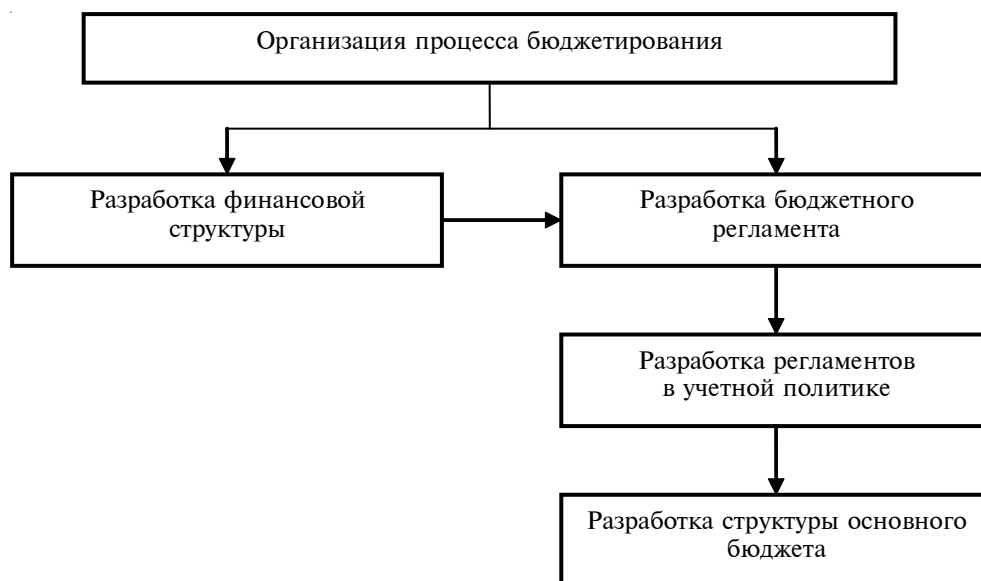 Организация процесса бюджетирования
Разработка финансовой
структуры
Разработка бюджетного
регламента
Разработка регламентов
в учетной политике
Разработка структуры основного
бюджета